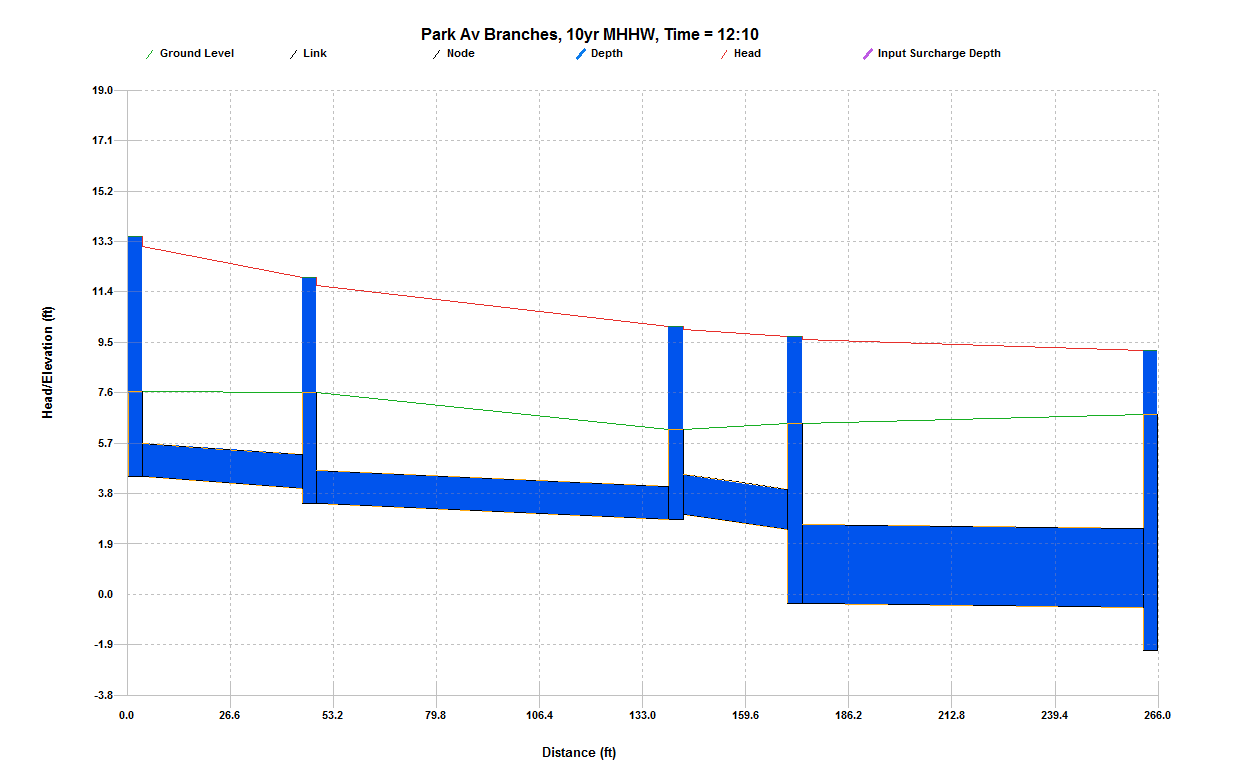 Park Av Branches, 10yr MHHW, Time = 12:10
Ground Level Link Node Depth Head Input Surcharge Depth
19.0
17.1
15.2
13.3
11.4
9.5
7.6
5.7
3.8
1.9
0.0
-1.9
-3.8
Head/Elevation (ft)
0.0 26.6 53.2 79.8 106.4 133.0 159.6 186.2 212.8 239.4 266.0
Distance (ft)